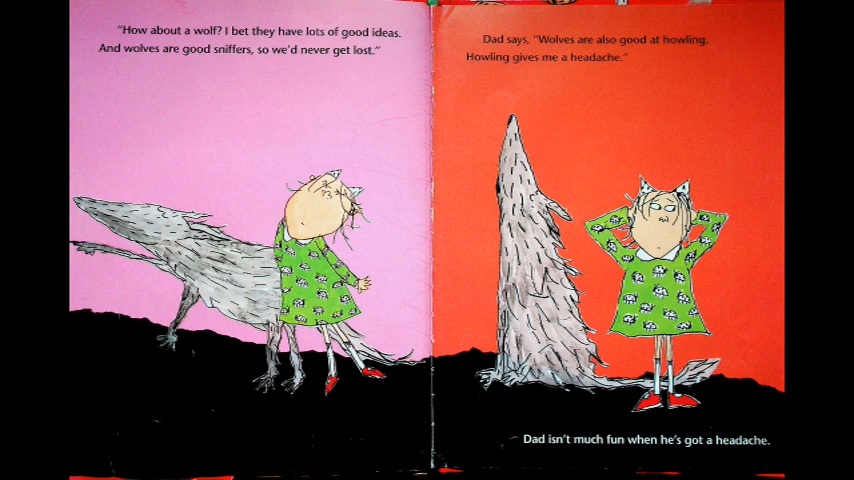 "How about a wolf? I bet they have lots of good ideas.
And wolves are good sniffers, so we'd never get lost."
Dad says, "Wolves are also good at howling.
Howling gives me a headache."
Dad isn't much fun when he's got a headache.